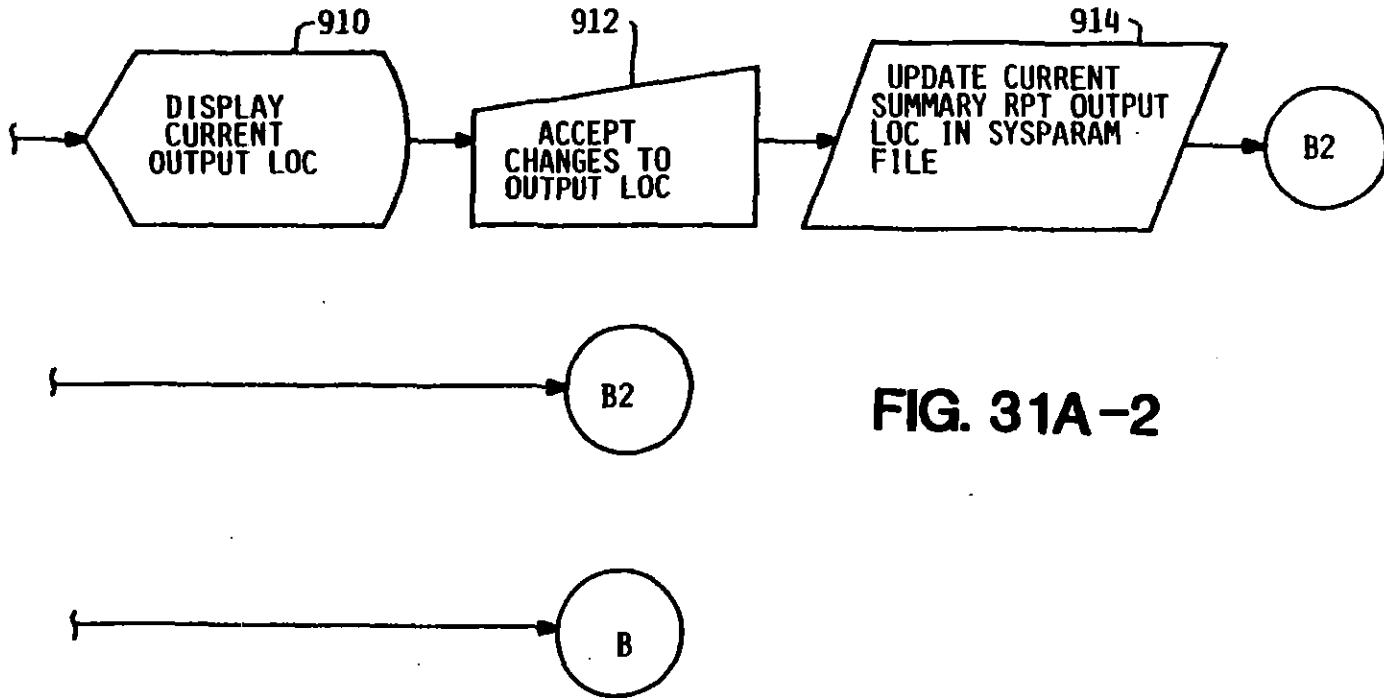 910
912
914
DISPLAY
CURRENT
OUTPUT LOC
ACCEPT
CHANGES TO
OUTPUT LOC
UPDATE CURRENT
SUMMARY RPT OUTPUT
LOC IN SYSPARAM
FILE
B2
B2
FIG. 31A-2
B